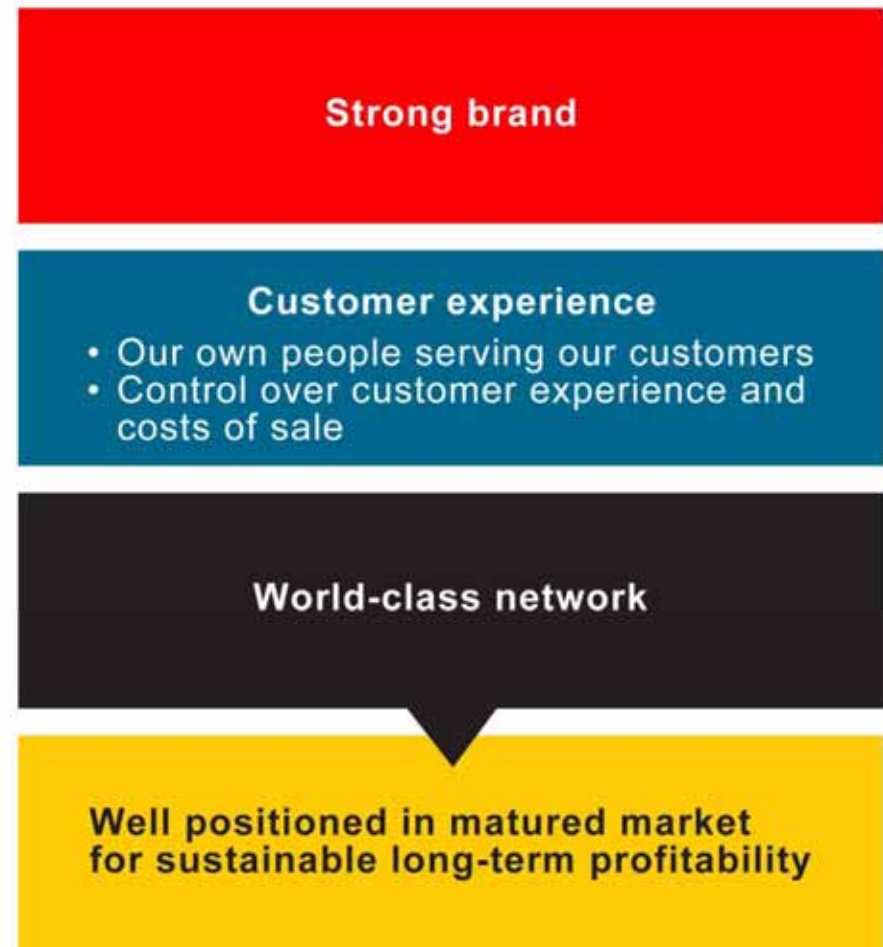 Strong brand
Customer experience
• Our own people serving our customers
• Control over customer experience and
costs of sale
World-class network
Well positioned in matured market
for sustainable long-term profitability